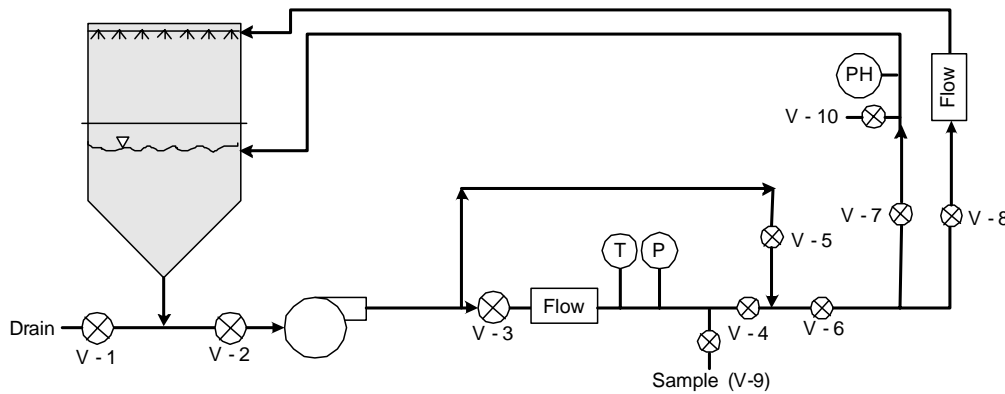 PH
Flow
V - 10
V - 7
V - 8
V - 5
T
P
Flow
Drain
V - 1
V - 2
V - 3
V - 4
V - 6
Sample (V-9)